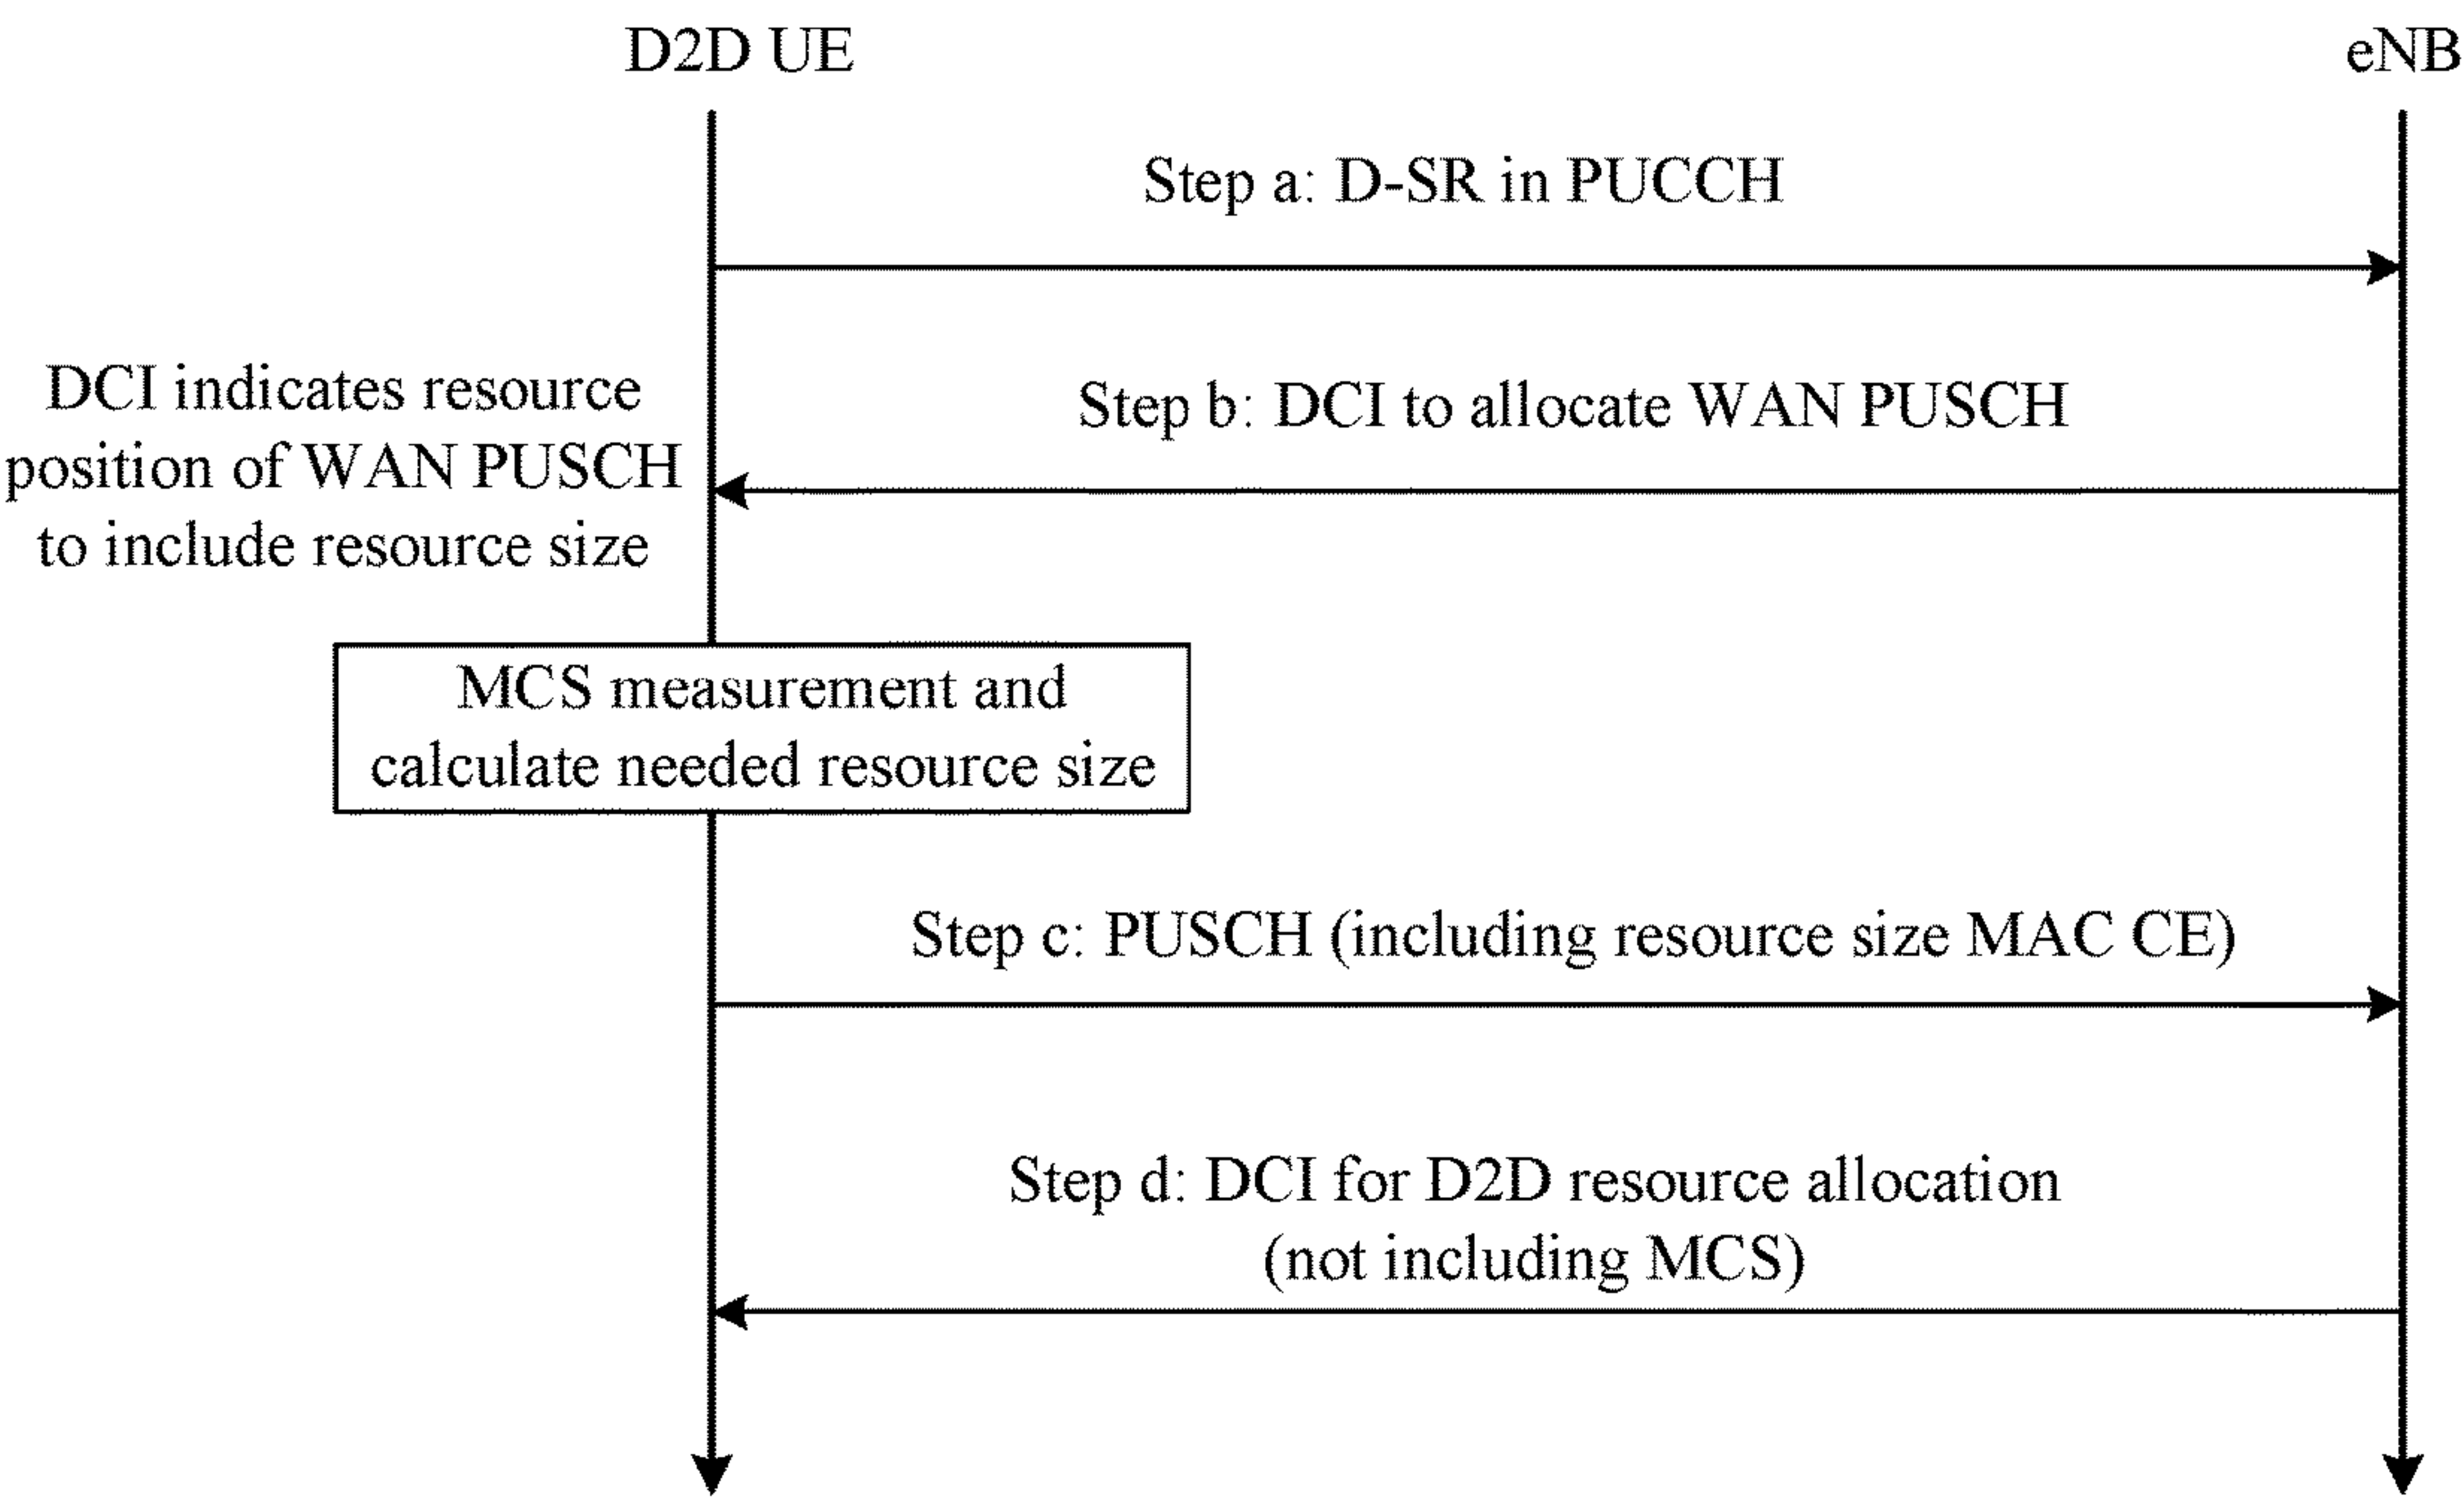 D2D UE
eNB
Step a: D-SR in PUCCH
DCI indicates resource
position of WAN PUSCH
to include resource size
Step b: DCI to allocate WAN PUSCH
MCS measurement and
calculate needed resource size
Step c: PUSCH (including resource size MAC CE)
Step d: DCI for D2D resource allocation
(not including MCS)